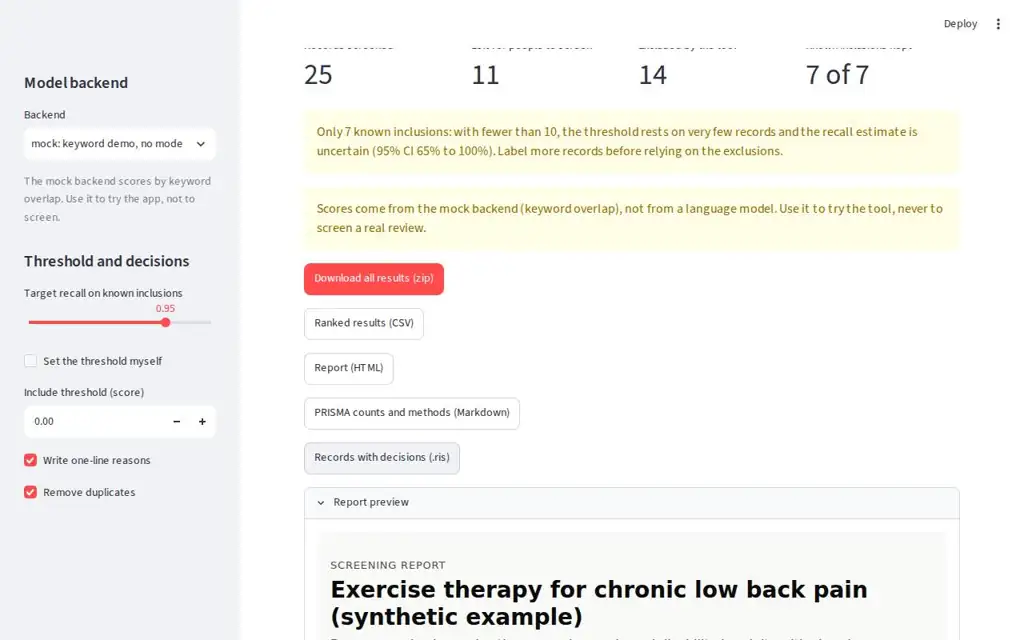 Deploy
Model backend
Backend
mock: keyword demo, no mode
The mock backend scores by keyword
overlap. Use it to try the app, not to
screen.
Threshold and decisions
Target recall on known inclusions
0.95
Set the threshold myself
Include threshold (score)
0.00
Write one-line reasons
Remove duplicates
25
11
14
7 of 7
Only 7 known inclusions: with fewer than 10, the threshold rests on very few records and the recall estimate is
uncertain (95% CI 65% to 100%). Label more records before relying on the exclusions.
Scores come from the mock backend (keyword overlap), not from a language model. Use it to try the tool, never to
screen a real review.
Download all results (zip)
Ranked results (CSV)
Report (HTML)
PRISMA counts and methods (Markdown)
Records with decisions (.ris)
Report preview
SCREENING REPORT
Exercise therapy for chronic low back pain
(synthetic example)